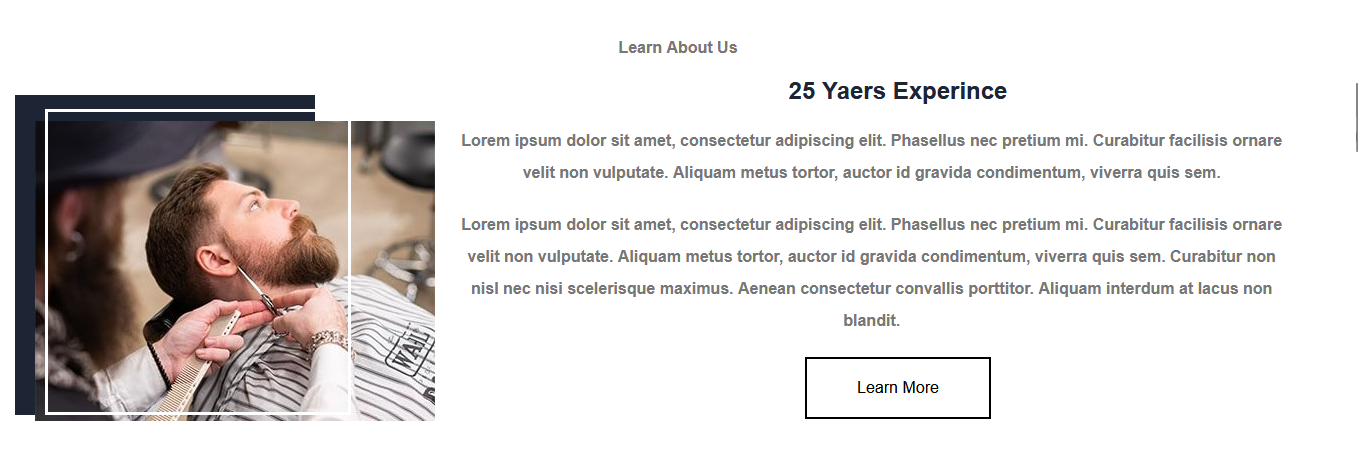 Learn About Us
25 Yaers Experince
Lorem ipsum dolor sit amet, consectetur adipiscing elit. Phasellus nec pretium mi. Curabitur facilisis ornare
velit non vulputate. Aliquam metus tortor, auctor id gravida condimentum, viverra quis sem.
Lorem ipsum dolor sit amet, consectetur adipiscing elit. Phasellus nec pretium mi. Curabitur facilisis ornare
velit non vulputate. Aliquam metus tortor, auctor id gravida condimentum, viverra quis sem. Curabitur non
nisl nec nisi scelerisque maximus. Aenean consectetur convallis porttitor. Aliquam interdum at lacus non
blandit.
WAHL
Learn More